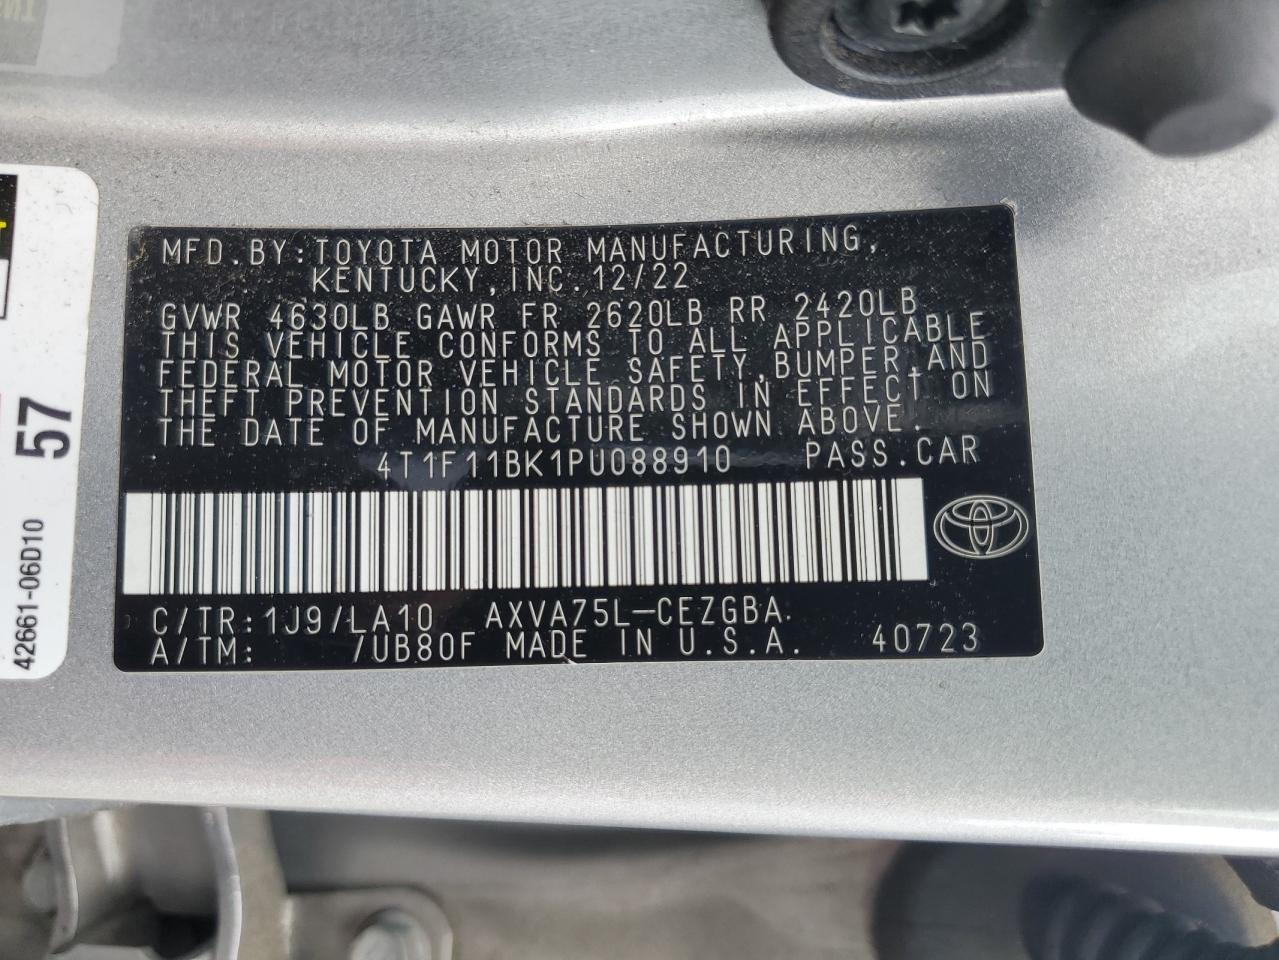 MFD.BY:TOYOTA MOTOR MANUFACTURING,
KENTUCKY,INC.12/22
GVWR 4630LB GAWR FR 2620LB RR 2420LB
THIS VEHICLE CONFORMS TO ALL APPLICABLE
FEDERAL MOTOR VEHICLE SAFETY,BUMPER,AND
THEFT PREVENTION STANDARDS IN EFFECT ON
THE DATE OF MANUFACTURE SHOWN ABOVE.
4T1F11BK1PU088910 PASS.CAR
C/TR:1J9/LA10 AXVA75L-CEZGBA
A/TM: /UB80F MADE IN U.S.A. 40723
57
42661-06D10